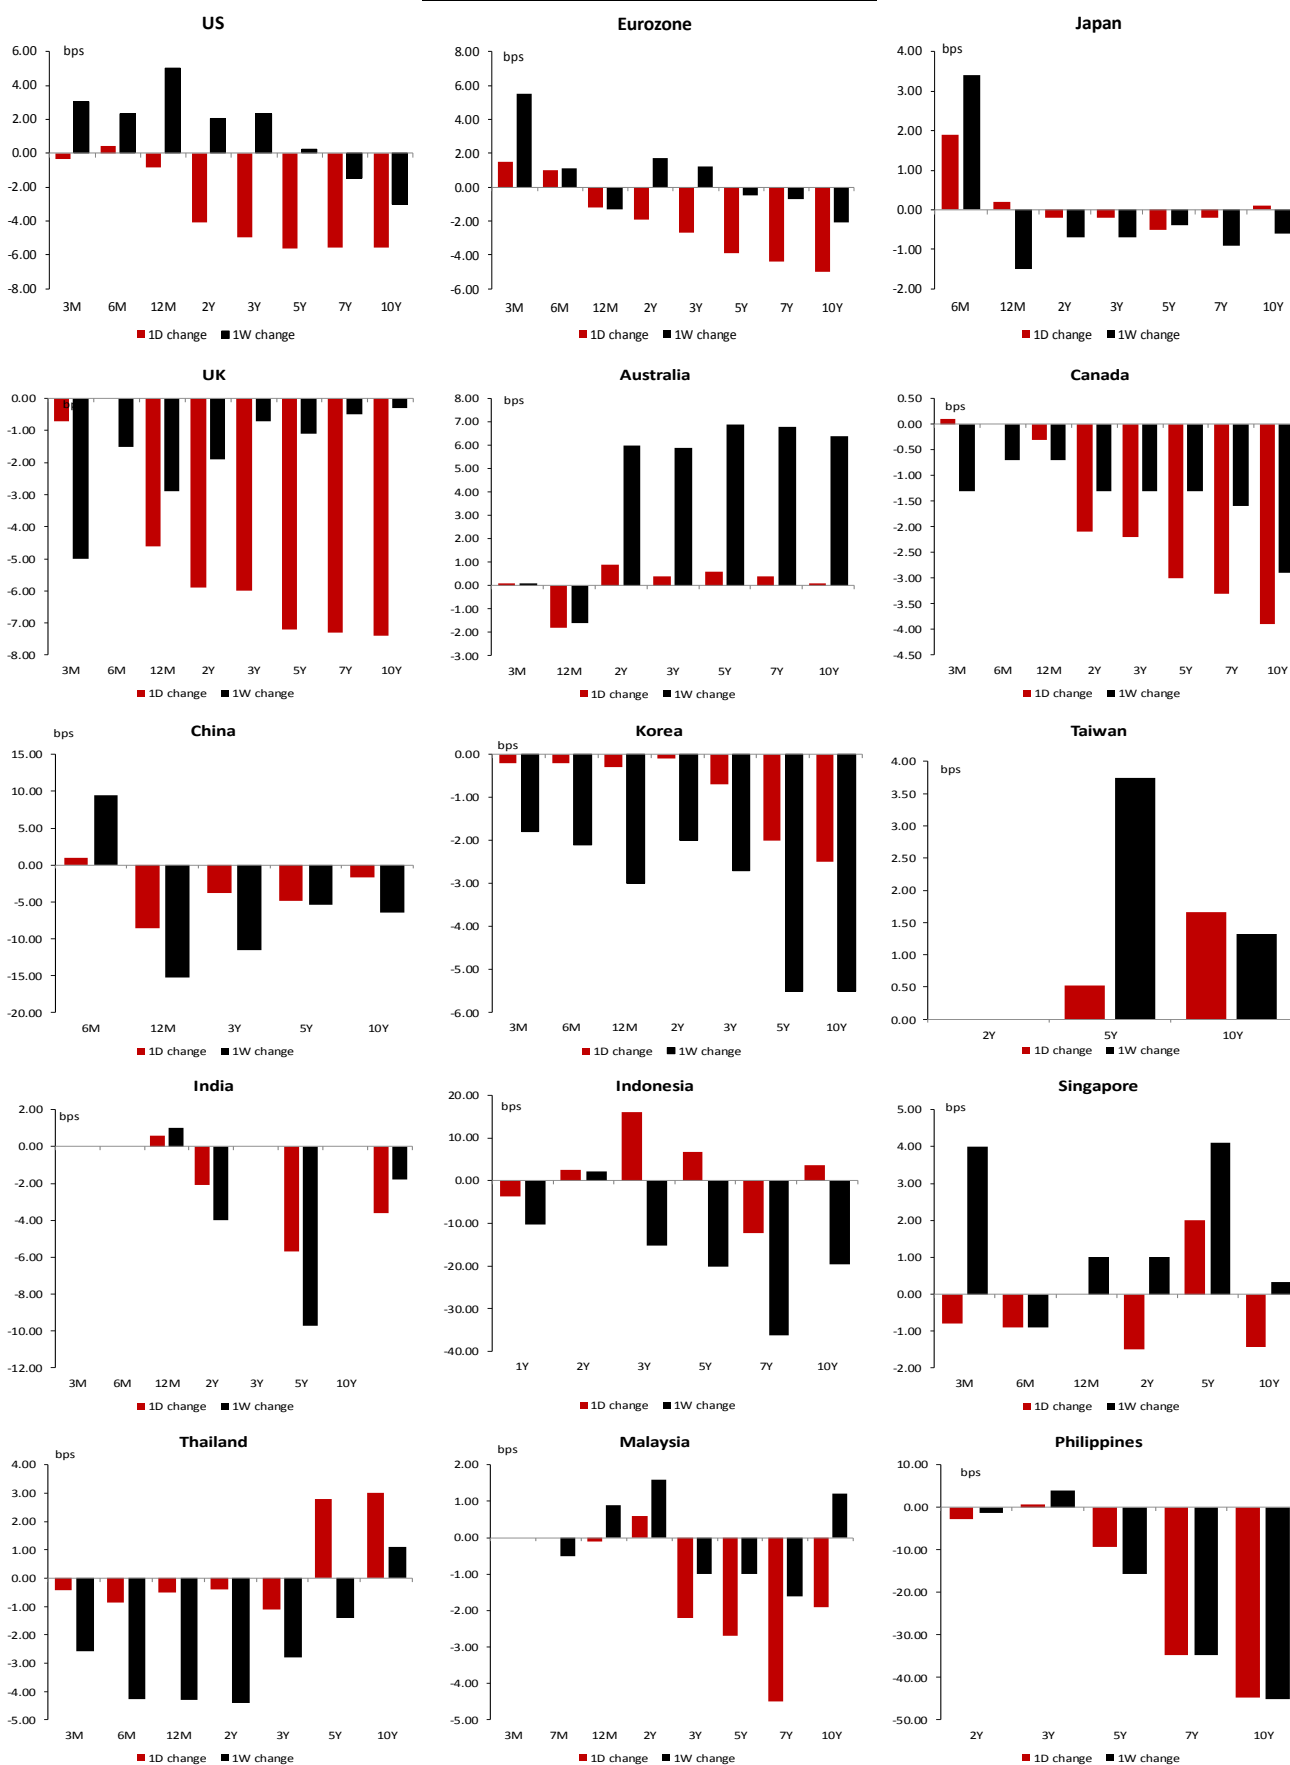 US
bps
6.00
4.00
2.00
0.00
-2.00
-4.00
-6.00
-8.00
3M 6M 12M 2Y 3Y 5Y 7Y 10Y
1D change 1W change
Eurozone
bps
8.00
6.00
4.00
2.00
0.00
-2.00
-4.00
-6.00
3M 6M 12M 2Y 3Y 5Y 7Y 10Y
1D change 1W change
Japan
bps
4.00
3.00
2.00
1.00
0.00
-1.00
-2.00
6M 12M 2Y 3Y 5Y 7Y 10Y
1D change 1W change
UK
bps
0.00
-1.00
-2.00
-3.00
-4.00
-5.00
-6.00
-7.00
-8.00
3M 6M 12M 2Y 3Y 5Y 7Y 10Y
1D change 1W change
Australia
bps
8.00
7.00
6.00
5.00
4.00
3.00
2.00
1.00
0.00
-1.00
-2.00
-3.00
3M 12M 2Y 3Y 5Y 7Y 10Y
1D change 1W change
Canada
bps
0.50
0.00
-0.50
-1.00
-1.50
-2.00
-2.50
-3.00
-3.50
-4.00
-4.50
3M 6M 12M 2Y 3Y 5Y 7Y 10Y
1D change 1W change
China
bps
15.00
10.00
5.00
0.00
-5.00
-10.00
-15.00
-20.00
6M 12M 3Y 5Y 10Y
1D change 1W change
Korea
bps
0.00
-1.00
-2.00
-3.00
-4.00
-5.00
-6.00
3M 6M 12M 2Y 3Y 5Y 10Y
1D change 1W change
Taiwan
bps
4.00
3.50
3.00
2.50
2.00
1.50
1.00
0.50
0.00
2Y 5Y 10Y
1D change 1W change
India
bps
2.00
0.00
-2.00
-4.00
-6.00
-8.00
-10.00
-12.00
3M 6M 12M 2Y 3Y 5Y 10Y
1D change 1W change
Indonesia
bps
20.00
10.00
0.00
-10.00
-20.00
-30.00
-40.00
1Y 2Y 3Y 5Y 7Y 10Y
1D change 1W change
Singapore
bps
5.00
4.00
3.00
2.00
1.00
0.00
-1.00
-2.00
3M 6M 12M 2Y 5Y 10Y
1D change 1W change
Thailand
bps
4.00
3.00
2.00
1.00
0.00
-1.00
-2.00
-3.00
-4.00
-5.00
3M 6M 12M 2Y 3Y 5Y 10Y
1D change 1W change
Malaysia
bps
2.00
1.00
0.00
-1.00
-2.00
-3.00
-4.00
-5.00
3M 7M 12M 2Y 3Y 5Y 7Y 10Y
1D change 1W change
Philippines
bps
10.00
0.00
-10.00
-20.00
-30.00
-40.00
-50.00
2Y 3Y 5Y 7Y 10Y
1D change 1W change